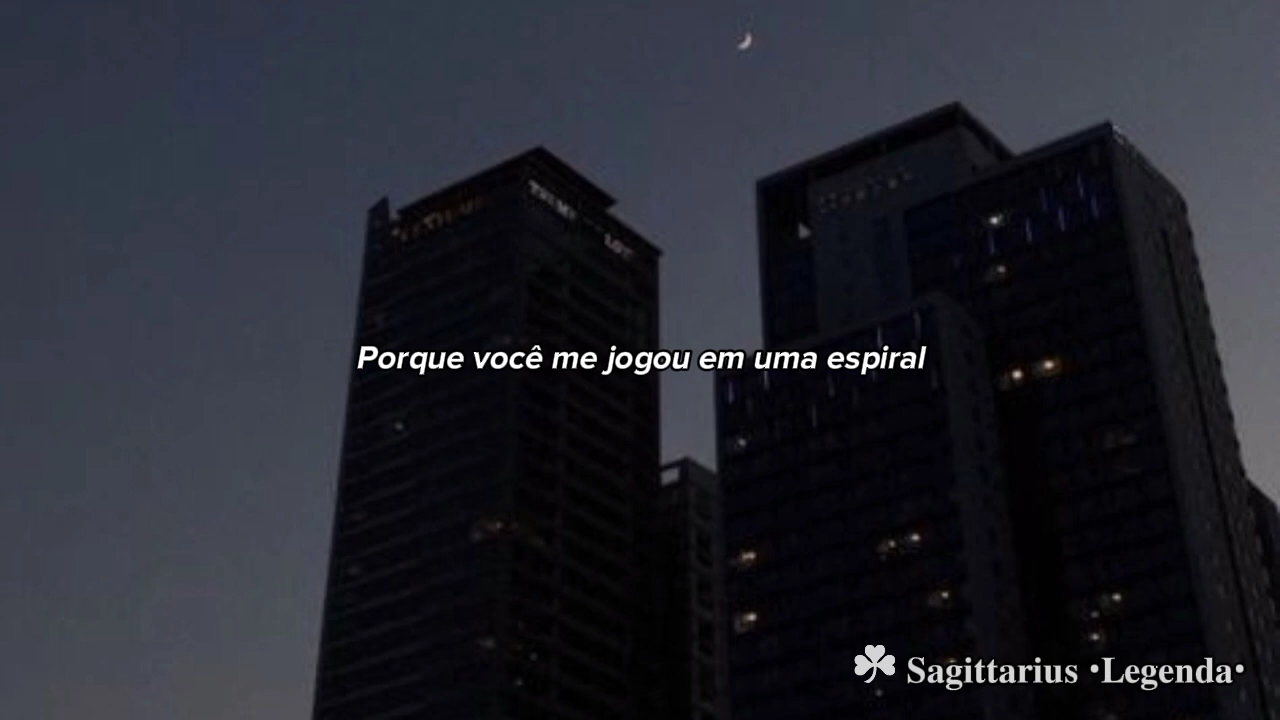 Porque você me jogou em uma espiral
☘ Sagittarius •Legenda•